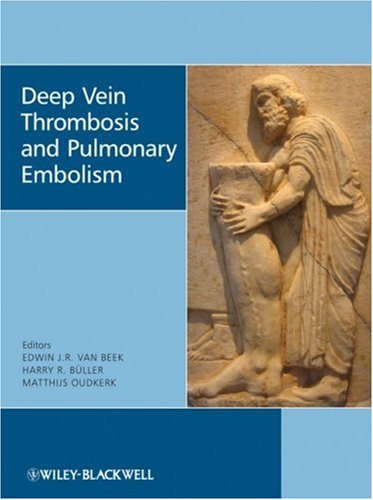 Deep Vein
Thrombosis
and Pulmonary
Embolism
Editors
EDWIN J.R. VAN BEEK
HARRY R. BÜLLER
MATTHIJS OUDKERK
WILEY-BLACKWELL